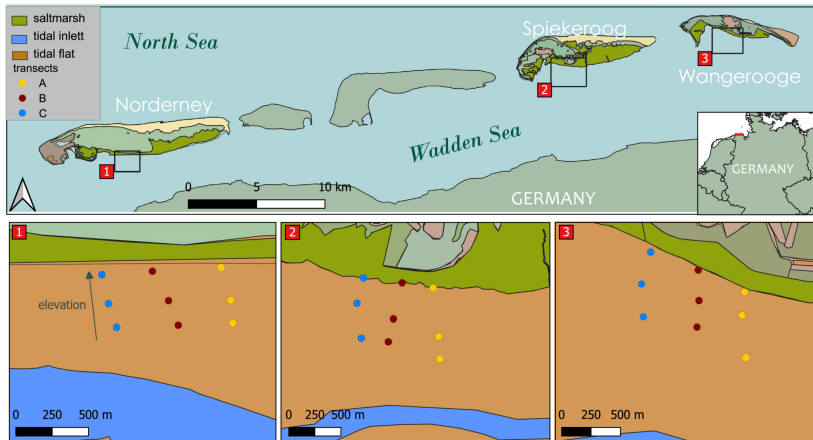 saltmarsh
tidal inlett
tidal flat
transects
A
B
C
North Sea
Norderney
Spiekeroog
Wangerooge
Wadden Sea
1
2
3
0 5 10 km
GERMANY
GERMANY
1
elevation
0 250 500 m
2
0 250 500 m
3
0 250 500 m